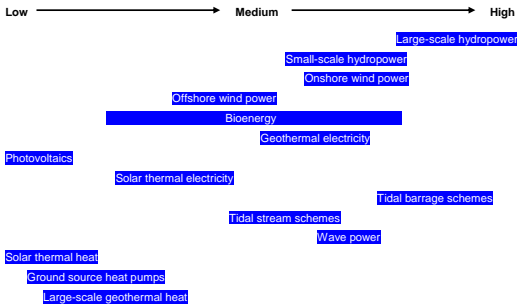 Low Medium High
Large-scale hydropower
Small-scale hydropower
Onshore wind power
Offshore wind power
Bioenergy
Geothermal electricity
Photovoltaics
Solar thermal electricity
Tidal barrage schemes
Tidal stream schemes
Wave power
Solar thermal heat
Ground source heat pumps
Large-scale geothermal heat